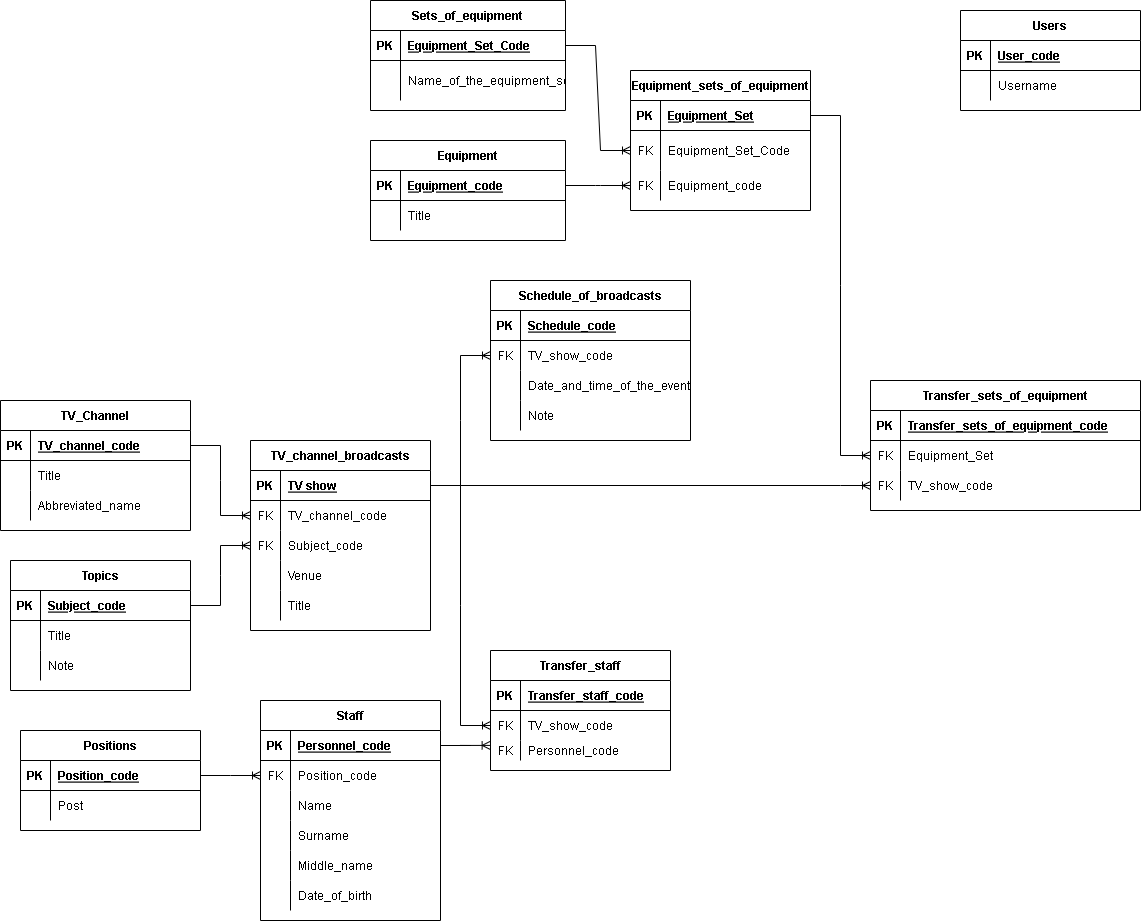 Sets_of_equipment
PK Equipment_Set_Code
Name_of_the_equipment_se
Users
PK User_code
Username
Equipment_sets_of_equipment
PK Equipment_Set
FK Equipment_Set_Code
FK Equipment_code
Equipment
PK Equipment_code
Title
Schedule_of_broadcasts
PK Schedule_code
FK TV_show_code
Date_and_time_of_the_event
Note
Transfer_sets_of_equipment
PK Transfer_sets_of_equipment_code
FK Equipment_Set
FK TV_show_code
TV_Channel
PK TV_channel_code
Title
Abbreviated_name
TV_channel_broadcasts
PK TV show
FK TV_channel_code
FK Subject_code
Venue
Title
Topics
PK Subject_code
Title
Note
Transfer_staff
PK Transfer_staff_code
FK TV_show_code
FK Personnel_code
Staff
PK Personnel_code
FK Position_code
Name
Surname
Middle_name
Date_of_birth
Positions
PK Position_code
Post